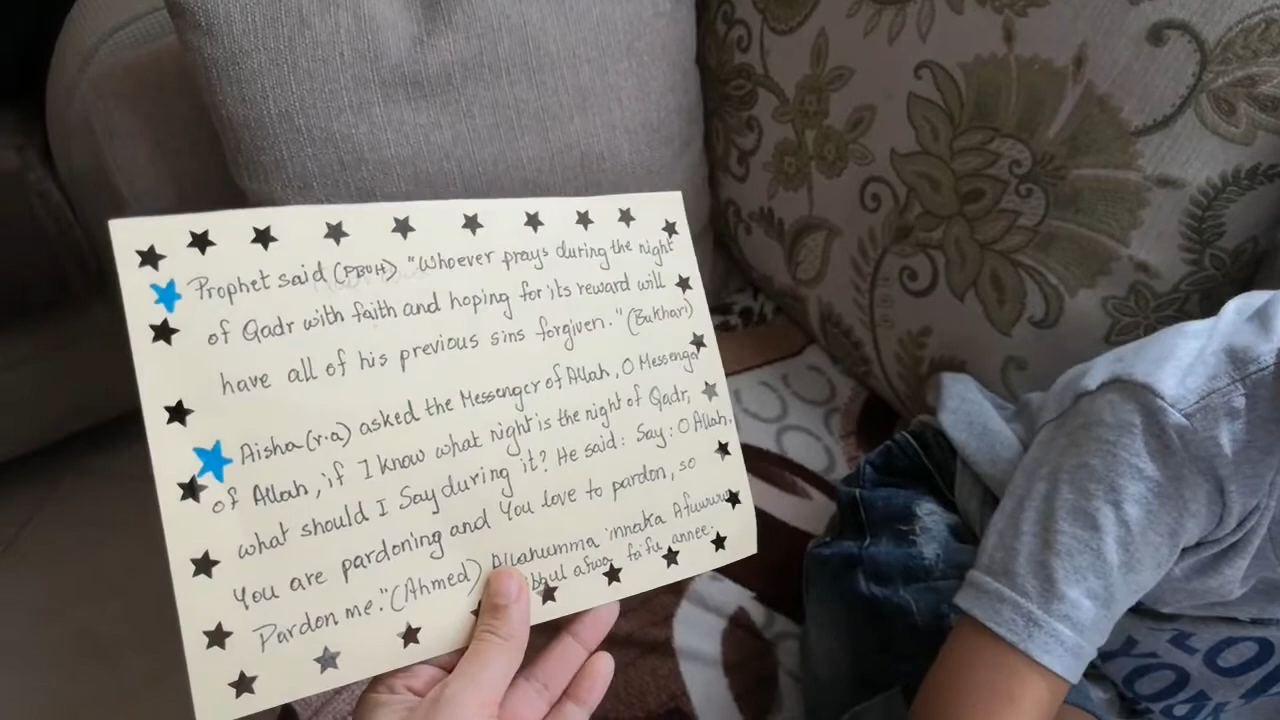 Prophet said (PBUH) "Whoever prays during the night
of Qadr with faith and hoping for its reward will
have all of his previous sins forgiven." (Bukhari)
Aisha (r.a) asked the Messenger of Allah, O Messenger
of Allah, if I know what night is the night of Qadr,
what should I Say during it? He said: Say: O Allah,
You are pardoning and You love to pardon, so
Pardon me." (Ahmed) Allahumma innaka Afuwwu
bbul afwa fa'fu annee.
YO